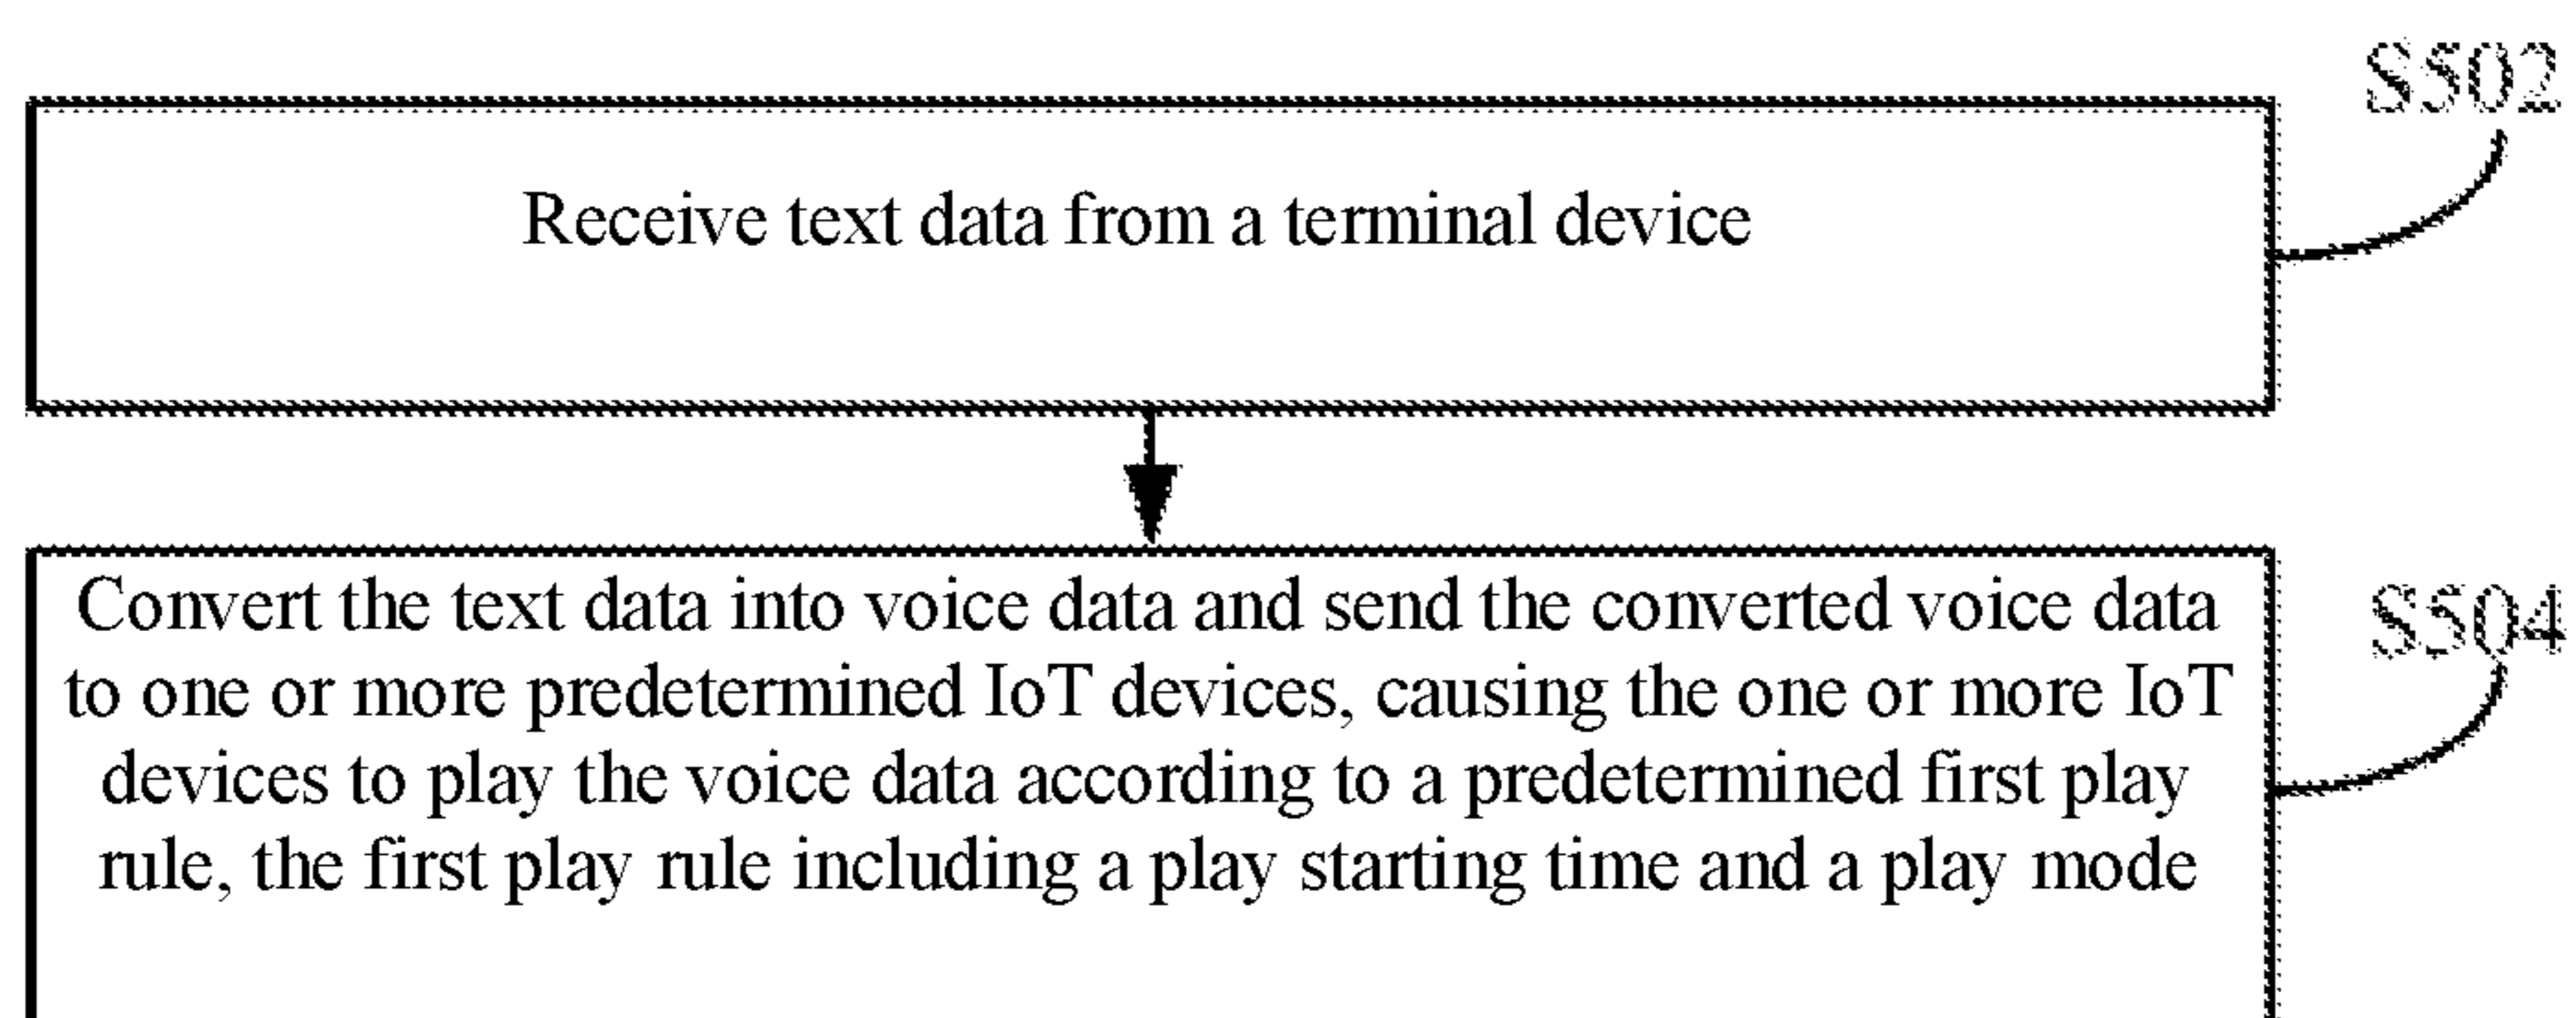 S502
Receive text data from a terminal device
Convert the text data into voice data and send the converted voice data
S504
to one or more predetermined IoT devices, causing the one or more IoT
devices to play the voice data according to a predetermined first play
rule, the first play rule including a play starting time and a play mode